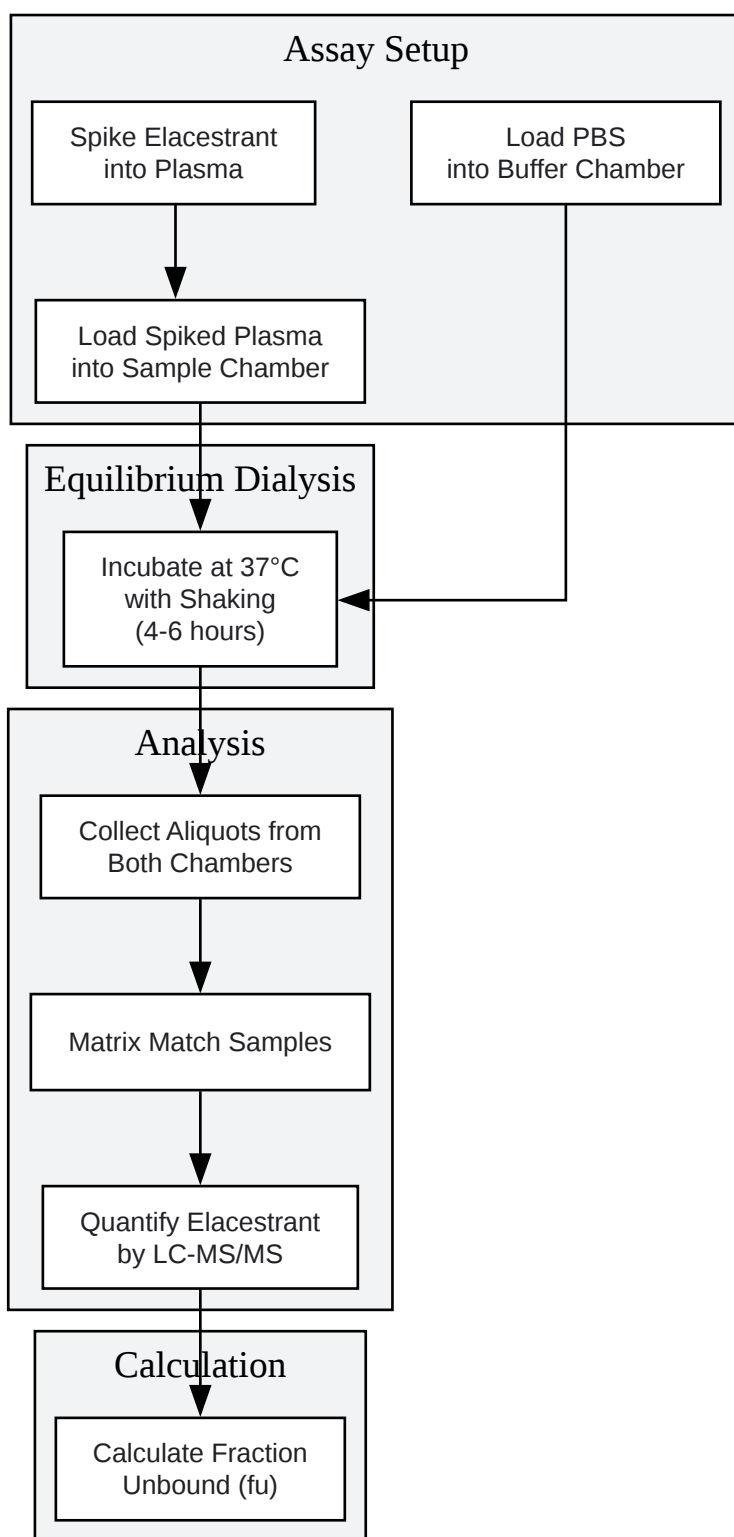 Assay Setup
Spike Elacestrant
into Plasma
Load PBS
into Buffer Chamber
Load Spiked Plasma
into Sample Chamber
Equilibrium Dialysis
Incubate at 37°C
with Shaking
(4-6 hours)
Analysis
Collect Aliquots from
Both Chambers
Matrix Match Samples
Quantify Elacestrant
by LC-MS/MS
Calculation
Calculate Fraction
Unbound (fu)